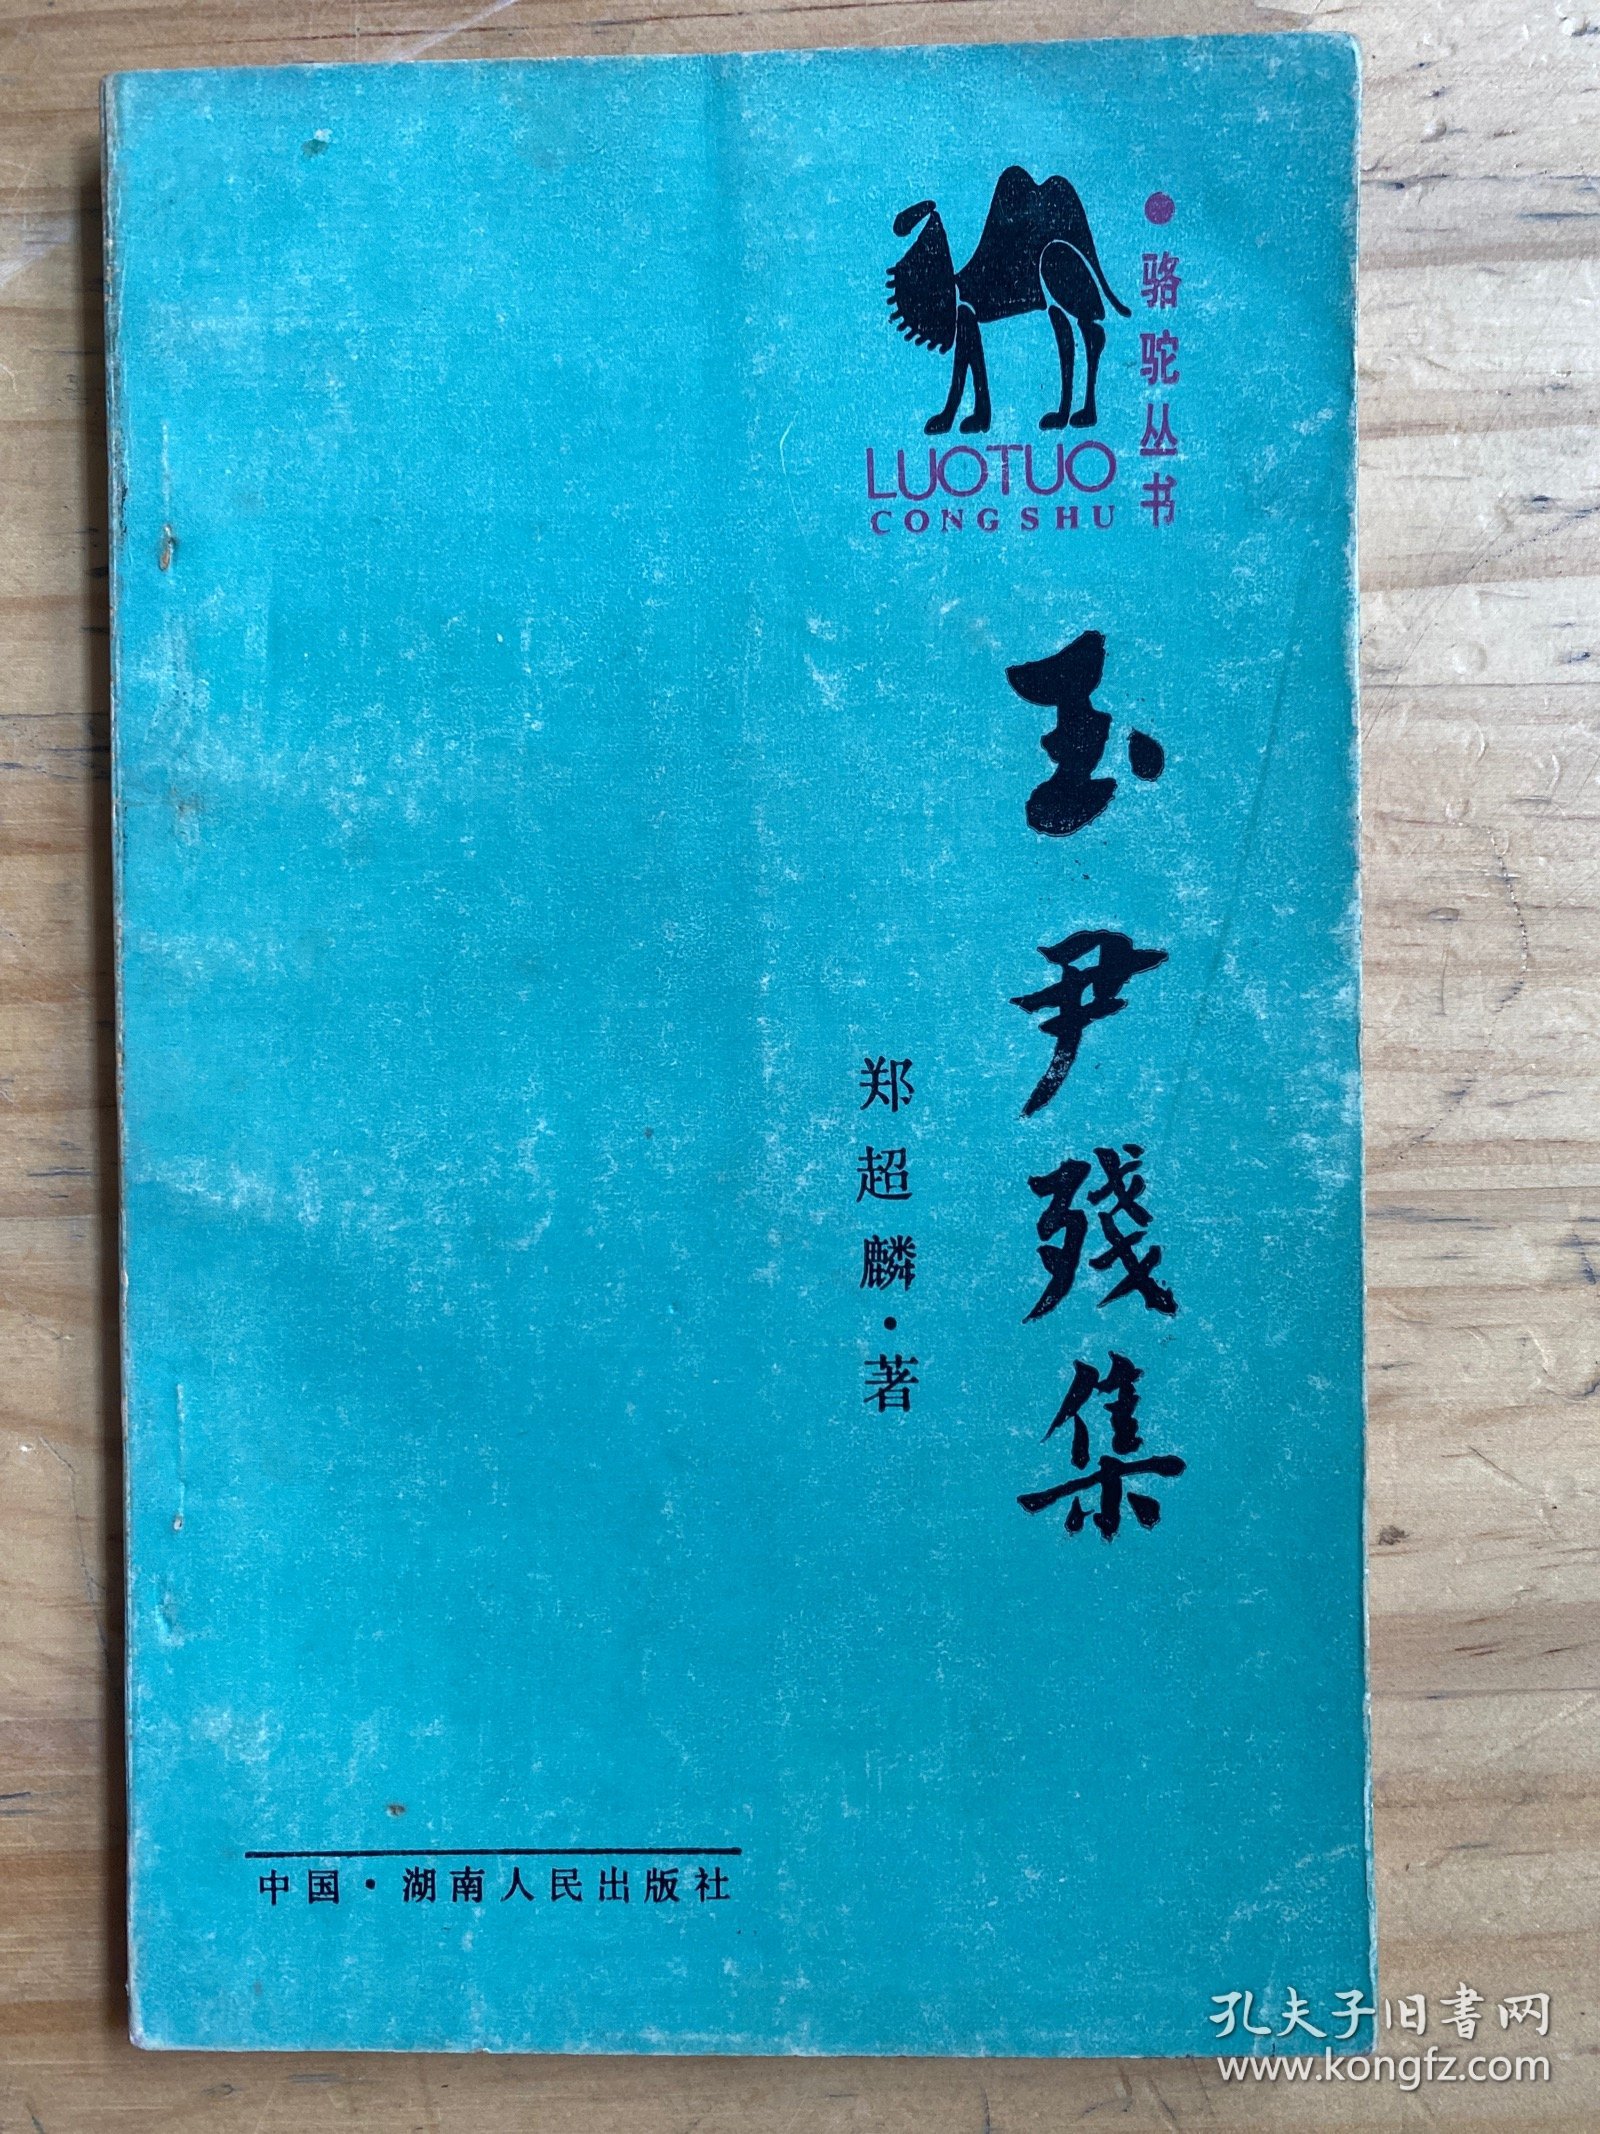 骆驼丛书
LUOTUO
CONGSHU
玉尹残集
郑超麟·著
中国·湖南人民出版社
孔夫子旧书网
www.kongfz.com